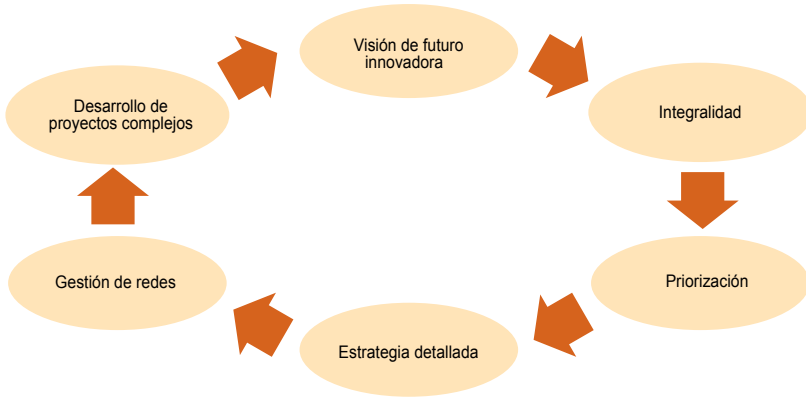 Visión de futuro
innovadora
Integralidad
Priorización
Estrategia detallada
Gestión de redes
Desarrollo de
proyectos complejos